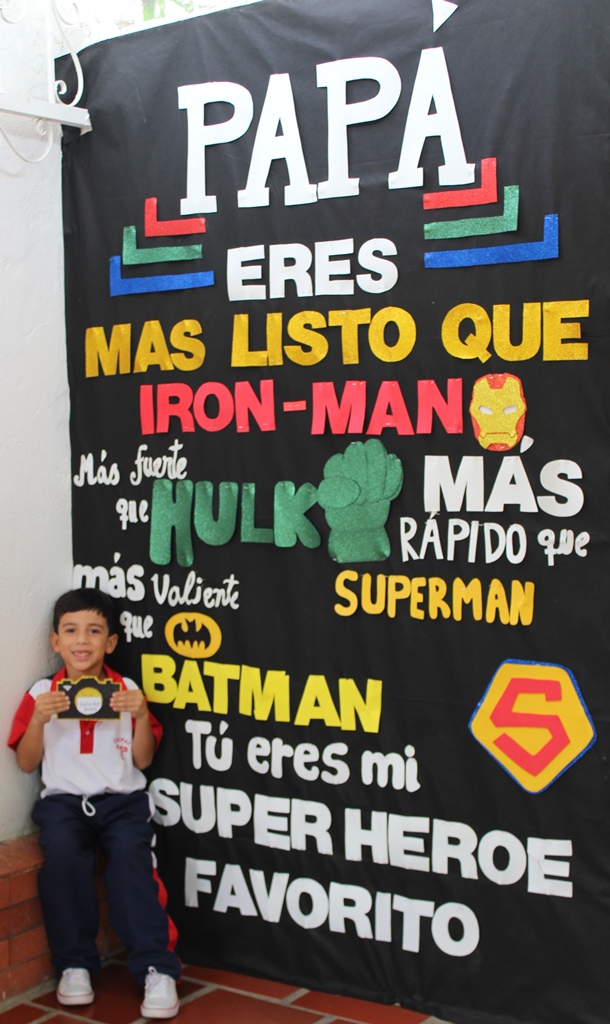 PAPÁ
ERES
MAS LISTO QUE
IRON-MAN
Más fuerte
que
HULK
MÁS
RÁPIDO que
SUPERMAN
más valiente
que
BATMAN
S
Tú eres mi
SUPER HEROE
FAVORITO